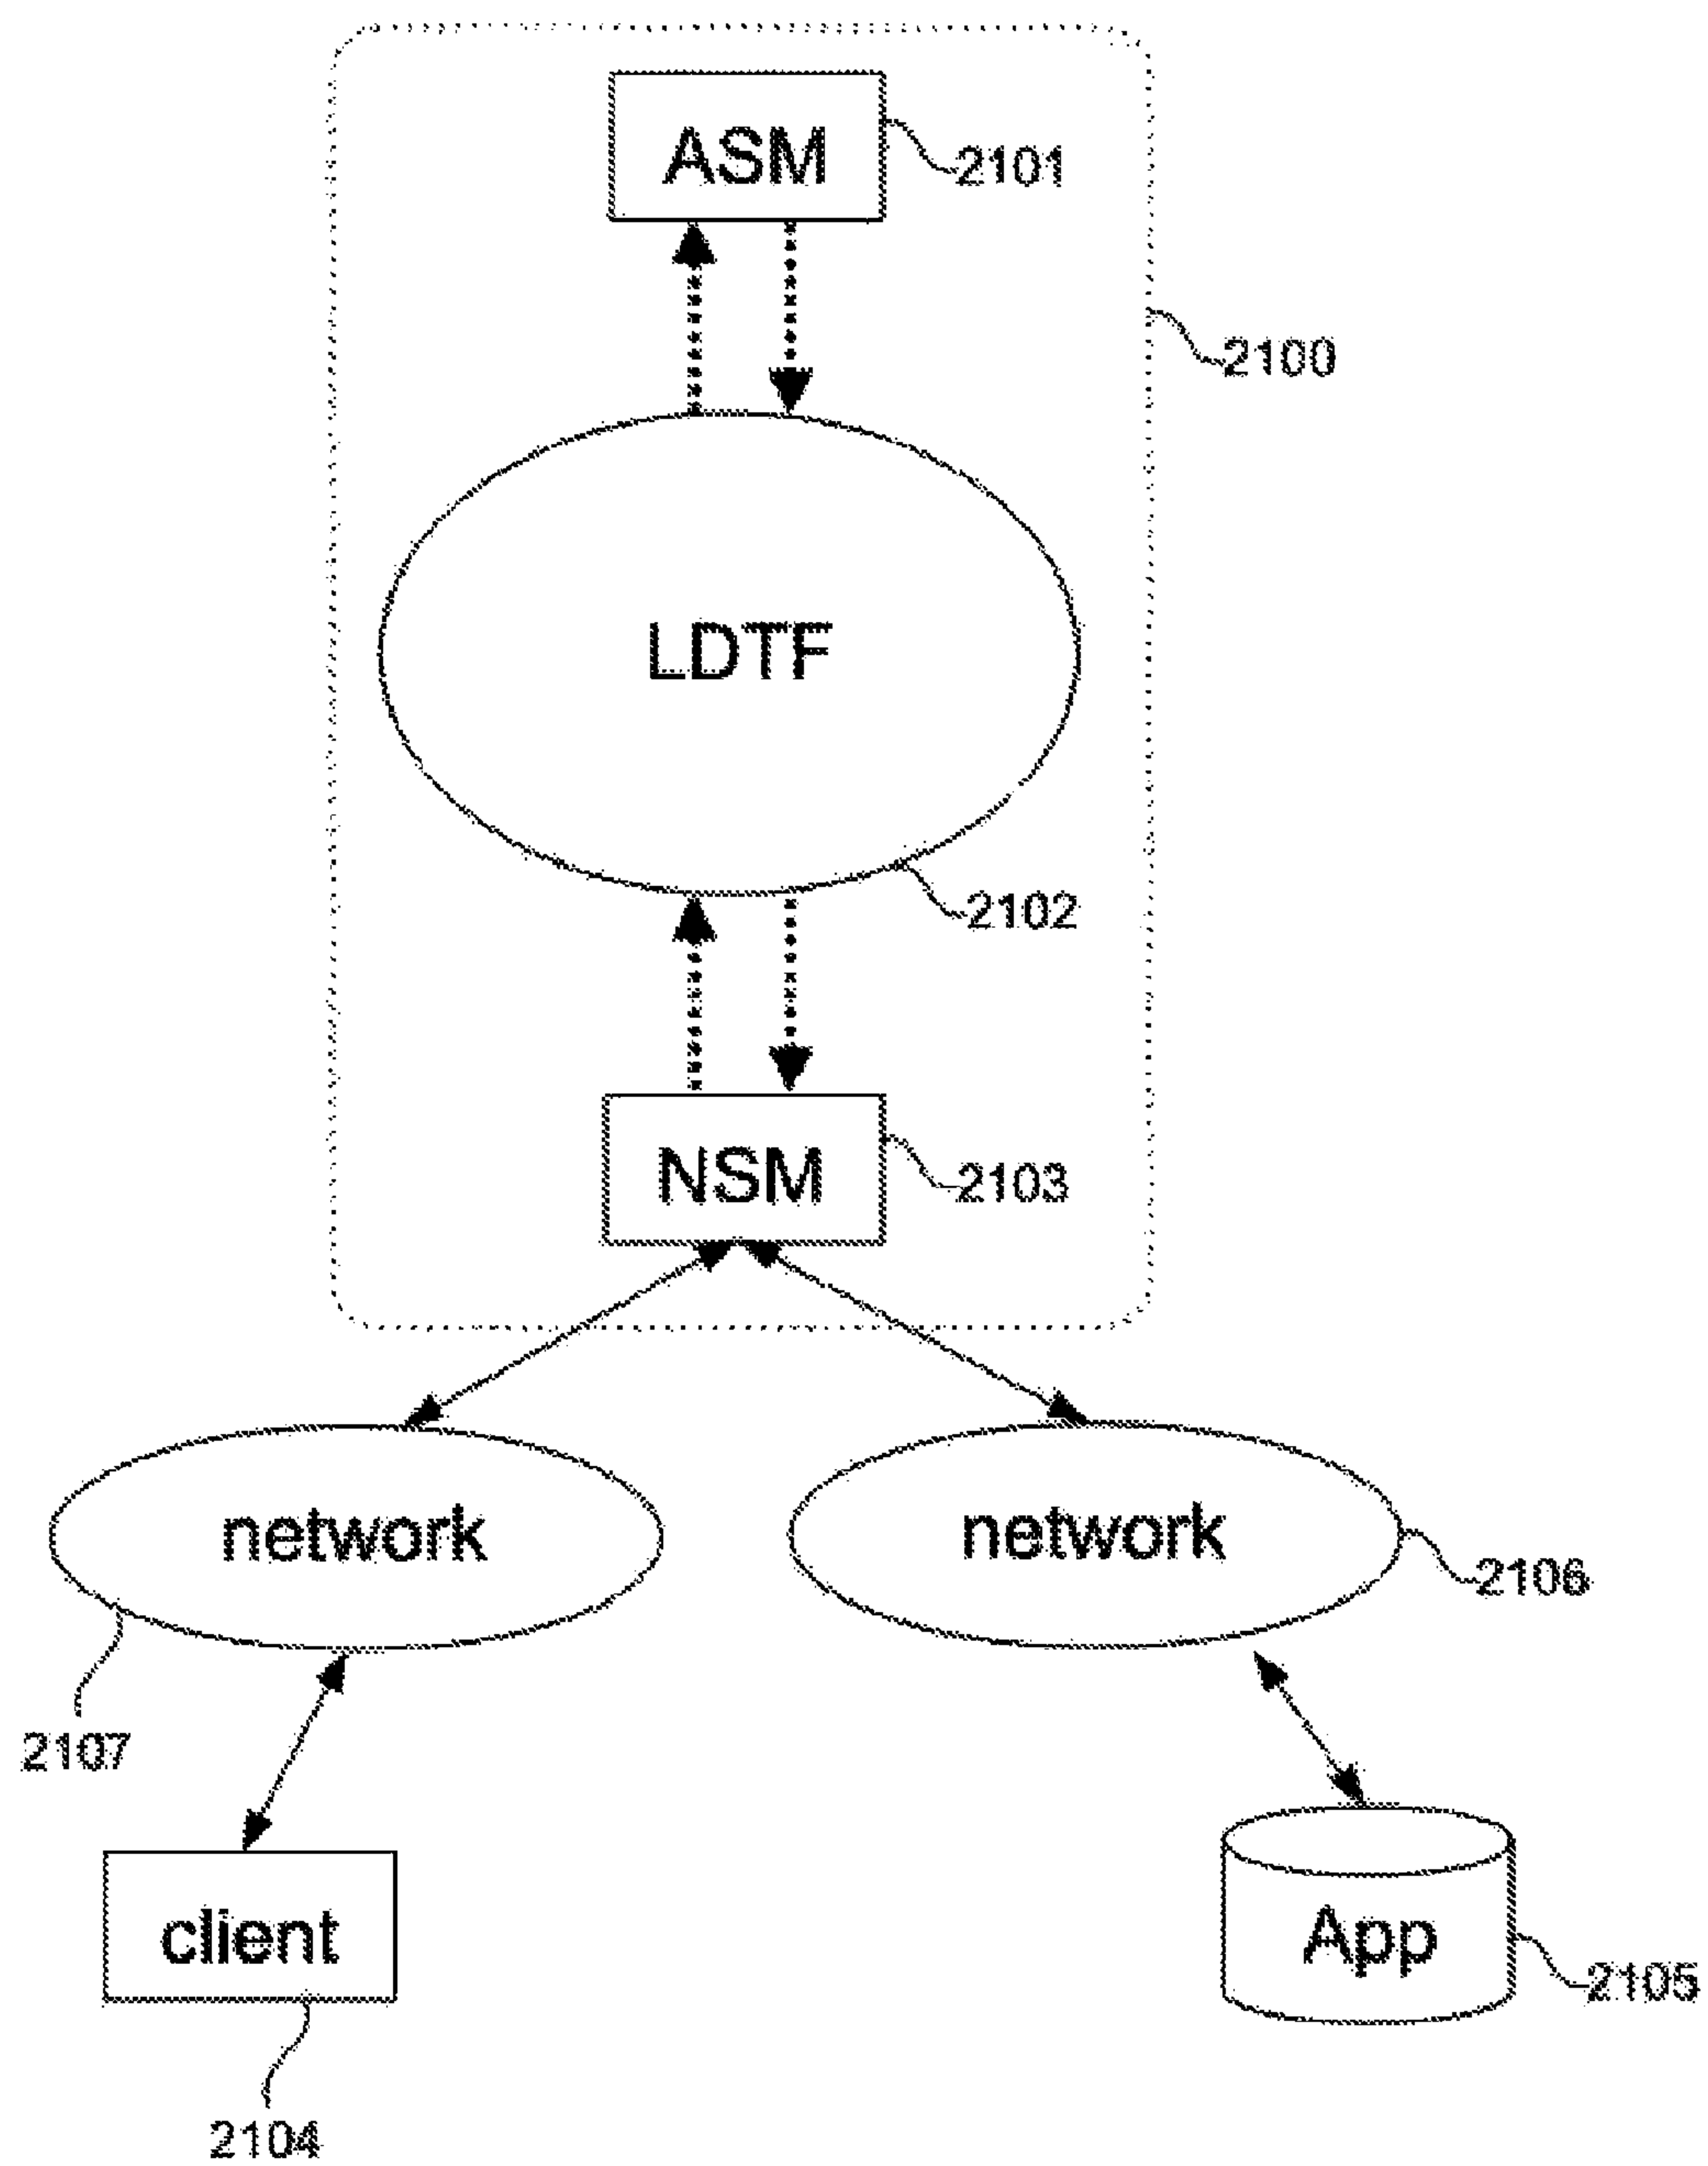 ASM
2101
2100
LDTF
2102
NSM
2103
network
network
2106
2107
client
App
2105
2104